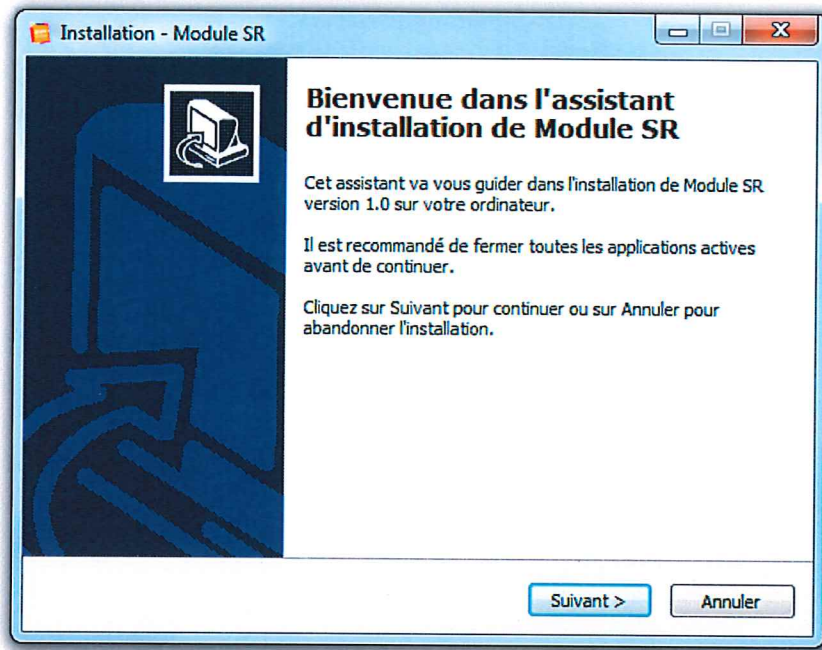 Installation - Module SR
Bienvenue dans l'assistant
d'installation de Module SR
Cet assistant va vous guider dans l'installation de Module SR
version 1.0 sur votre ordinateur.
Il est recommandé de fermer toutes les applications actives
avant de continuer.
Cliquez sur Suivant pour continuer ou sur Annuler pour
abandonner l'installation.
Suivant >
Annuler